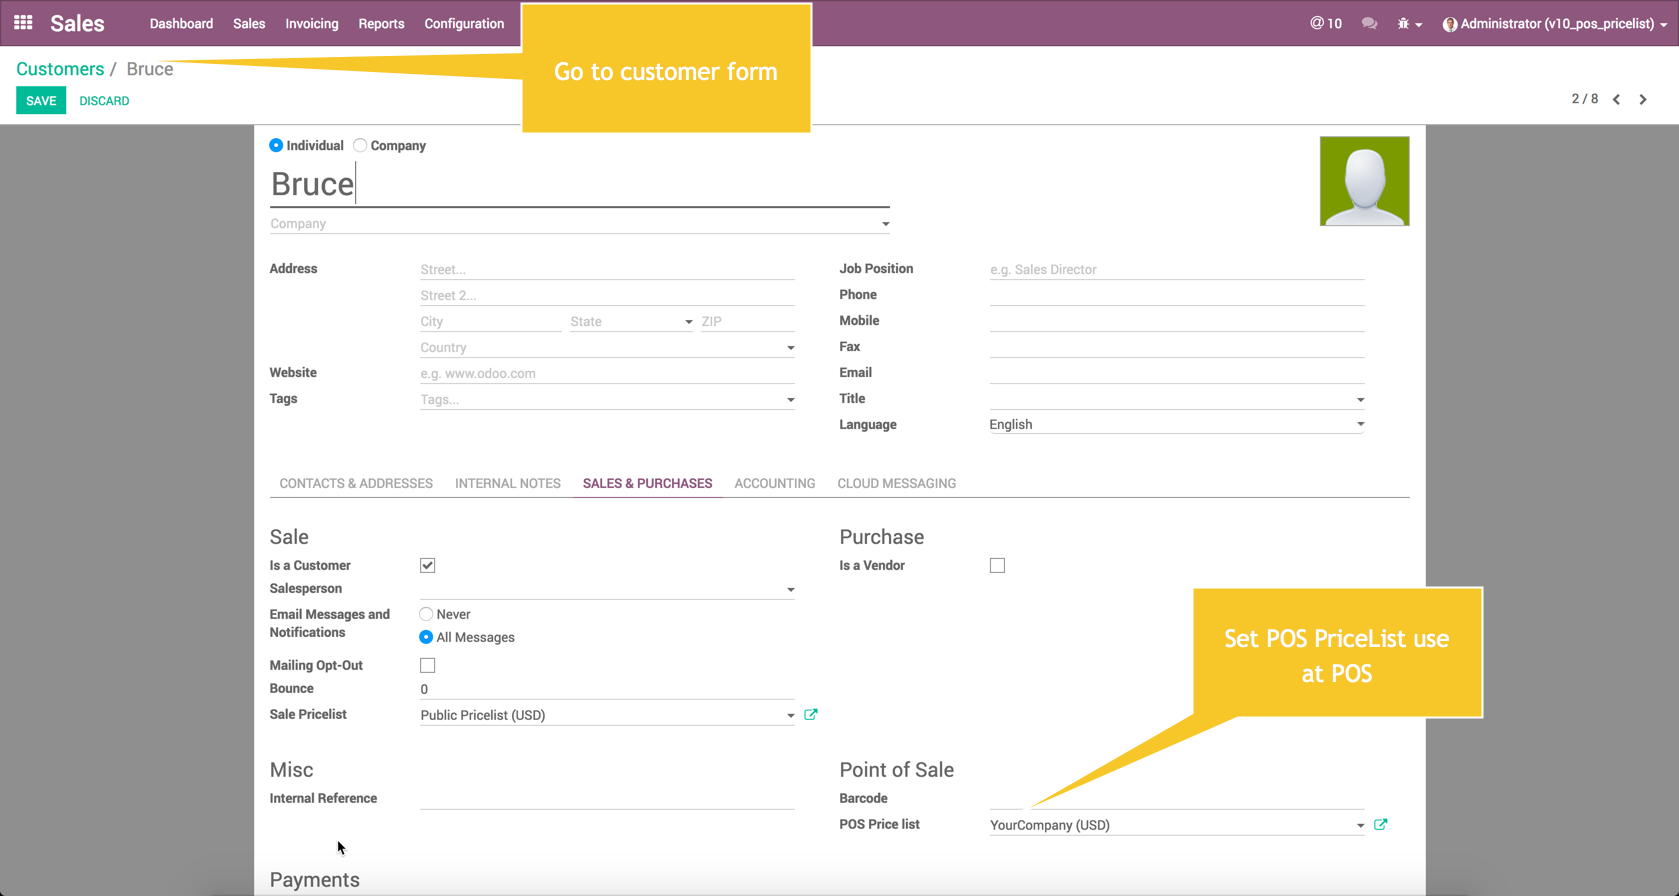 Sales Dashboard Sales Invoicing Reports Configuration @ 10 Administrator (v10_pos_pricelist)
Go to customer form
Customers / Bruce
SAVE DISCARD
2 / 8
Individual Company
Bruce
Company
Address Street... Job Position e.g. Sales Director
Street 2... Phone
City State ZIP Mobile
Country Fax
Website e.g. www.odoo.com Email
Tags Tags... Title
Language English
CONTACTS & ADDRESSES INTERNAL NOTES SALES & PURCHASES ACCOUNTING CLOUD MESSAGING
Sale Purchase
Is a Customer Is a Vendor
Salesperson
Email Messages and Never
Notifications All Messages
Set POS PriceList use
at POS
Mailing Opt-Out
Bounce 0
Sale Pricelist Public Pricelist (USD)
Misc Point of Sale
Internal Reference Barcode
POS Price list YourCompany (USD)
Payments